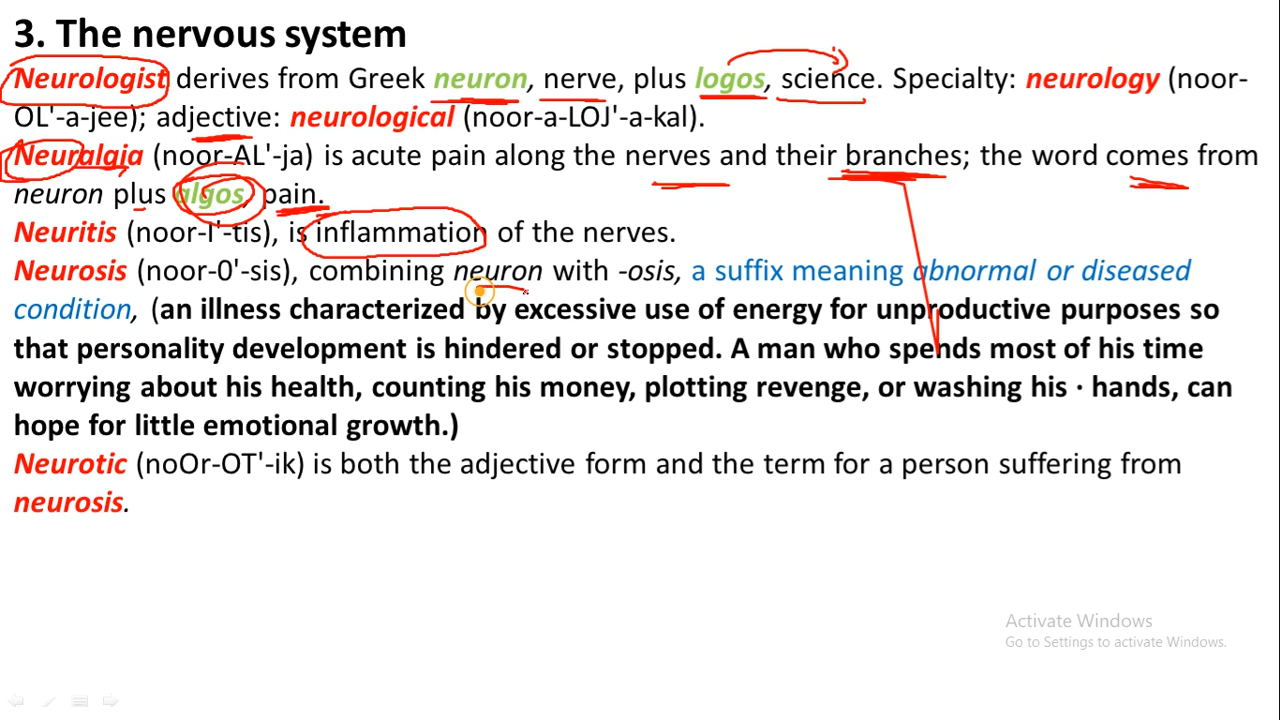 3. The nervous system
Neurologist derives from Greek neuron, nerve, plus logos, science. Specialty: neurology (noor-
OL'-a-jee); adjective: neurological (noor-a-LOJ'-a-kal).
Neuralgia (noor-AL'-ja) is acute pain along the nerves and their branches; the word comes from
neuron plus algos, pain.
Neuritis (noor-I'-tis), is inflammation of the nerves.
Neurosis (noor-0'-sis), combining neuron with -osis, a suffix meaning abnormal or diseased
condition, (an illness characterized by excessive use of energy for unproductive purposes so
that personality development is hindered or stopped. A man who spends most of his time
worrying about his health, counting his money, plotting revenge, or washing his · hands, can
hope for little emotional growth.)
Neurotic (noOr-OT'-ik) is both the adjective form and the term for a person suffering from
neurosis.
Activate Windows
Go to Settings to activate Windows.